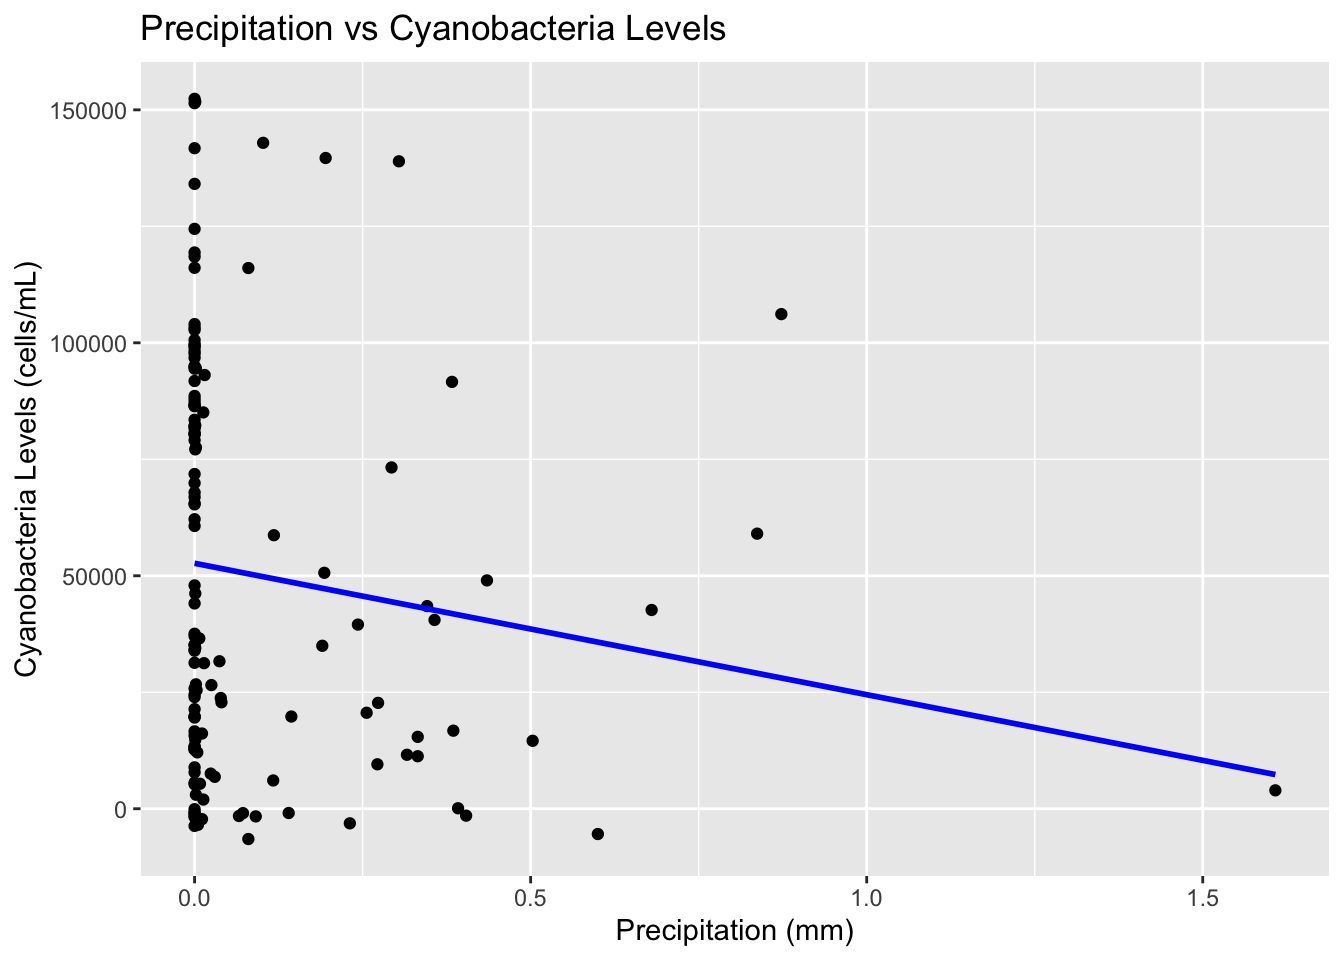 Precipitation vs Cyanobacteria Levels
Cyanobacteria Levels (cells/mL)
150000
100000
50000
0
0.0 0.5 1.0 1.5
Precipitation (mm)